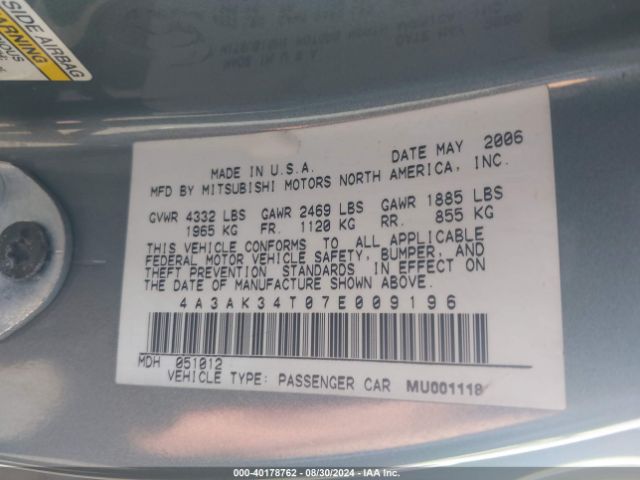 SIDE AIRBAG
WARNING
MADE IN U.S.A. DATE MAY 2006
MFD BY MITSUBISHI MOTORS NORTH AMERICA, INC.
GVWR 4332 LBS GAWR 2469 LBS GAWR 1885 LBS
1965 KG FR. 1120 KG RR. 855 KG
THIS VEHICLE CONFORMS TO ALL APPLICABLE
FEDERAL MOTOR VEHICLE SAFETY, BUMPER, AND
THEFT PREVENTION STANDARDS IN EFFECT ON
THE DATE OF MANUFACTURE SHOWN ABOVE.
4A3AK34T07E009196
MDH 051012
VEHICLE TYPE: PASSENGER CAR MU001118
000-40178762 - 08/30/2024 - IAA Inc.